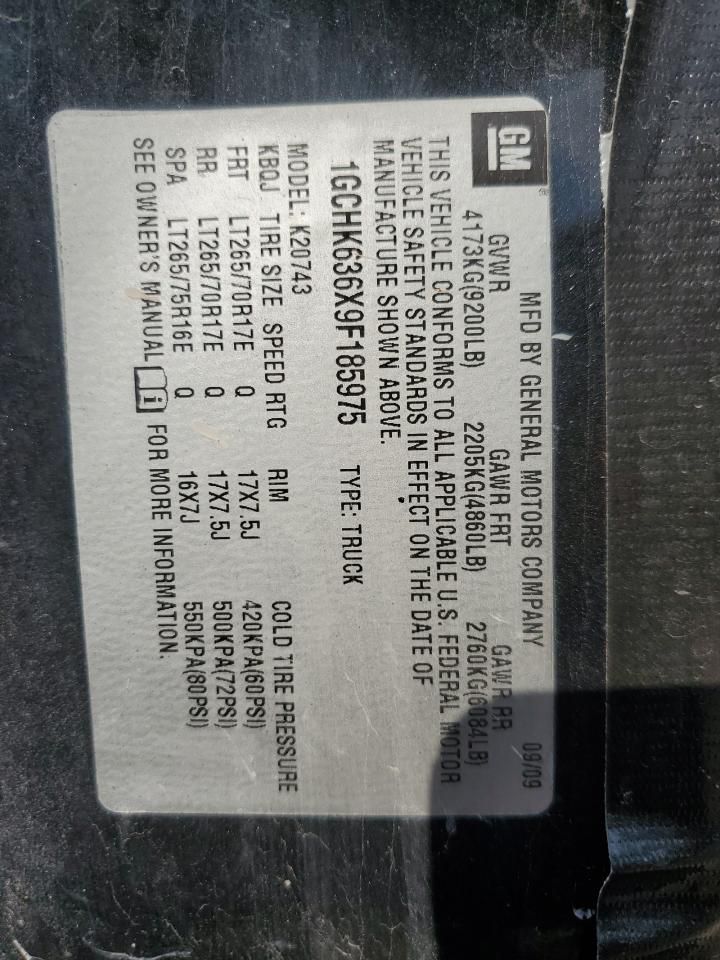 GM
MFD BY GENERAL MOTORS COMPANY 09/09
GVWR GAWR FRT GAWR RR
4173KG(9200LB) 2205KG(4860LB) 2760KG(6084LB)
THIS VEHICLE CONFORMS TO ALL APPLICABLE U.S. FEDERAL MOTOR
VEHICLE SAFETY STANDARDS IN EFFECT ON THE DATE OF
MANUFACTURE SHOWN ABOVE.
1GCHK636X9F185975 TYPE: TRUCK
MODEL: K20743
KBQJ TIRE SIZE SPEED RTG RIM COLD TIRE PRESSURE
FRT LT265/70R17E Q 17X7.5J 420KPA(60PSI)
RR LT265/70R17E Q 17X7.5J 500KPA(72PSI)
SPA LT265/75R16E Q 16X7J 550KPA(80PSI)
SEE OWNER'S MANUAL i FOR MORE INFORMATION.